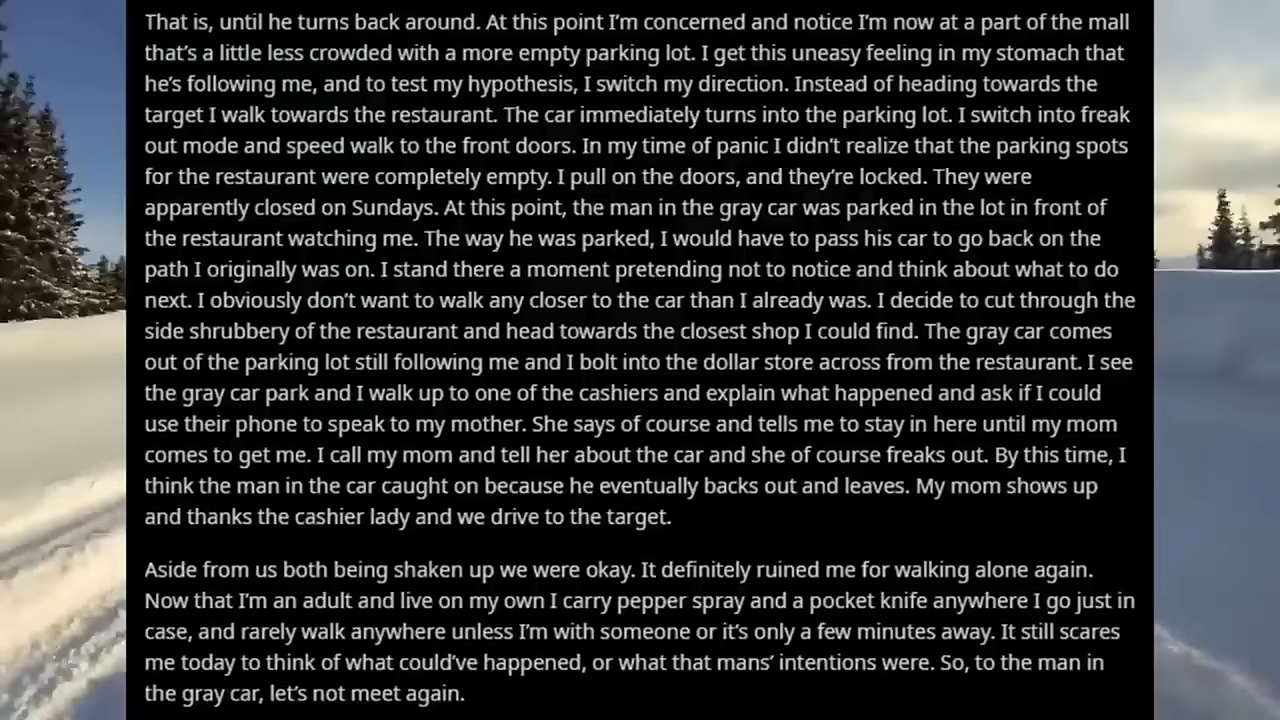 That is, until he turns back around. At this point I’m concerned and notice I’m now at a part of the mall
that’s a little less crowded with a more empty parking lot. I get this uneasy feeling in my stomach that
he’s following me, and to test my hypothesis, I switch my direction. Instead of heading towards the
target I walk towards the restaurant. The car immediately turns into the parking lot. I switch into freak
out mode and speed walk to the front doors. In my time of panic I didn’t realize that the parking spots
for the restaurant were completely empty. I pull on the doors, and they’re locked. They were
apparently closed on Sundays. At this point, the man in the gray car was parked in the lot in front of
the restaurant watching me. The way he was parked, I would have to pass his car to go back on the
path I originally was on. I stand there a moment pretending not to notice and think about what to do
next. I obviously don’t want to walk any closer to the car than I already was. I decide to cut through the
side shrubbery of the restaurant and head towards the closest shop I could find. The gray car comes
out of the parking lot still following me and I bolt into the dollar store across from the restaurant. I see
the gray car park and I walk up to one of the cashiers and explain what happened and ask if I could
use their phone to speak to my mother. She says of course and tells me to stay in here until my mom
comes to get me. I call my mom and tell her about the car and she of course freaks out. By this time, I
think the man in the car caught on because he eventually backs out and leaves. My mom shows up
and thanks the cashier lady and we drive to the target.
Aside from us both being shaken up we were okay. It definitely ruined me for walking alone again.
Now that I’m an adult and live on my own I carry pepper spray and a pocket knife anywhere I go just in
case, and rarely walk anywhere unless I’m with someone or it’s only a few minutes away. It still scares
me today to think of what could’ve happened, or what that mans’ intentions were. So, to the man in
the gray car, let’s not meet again.